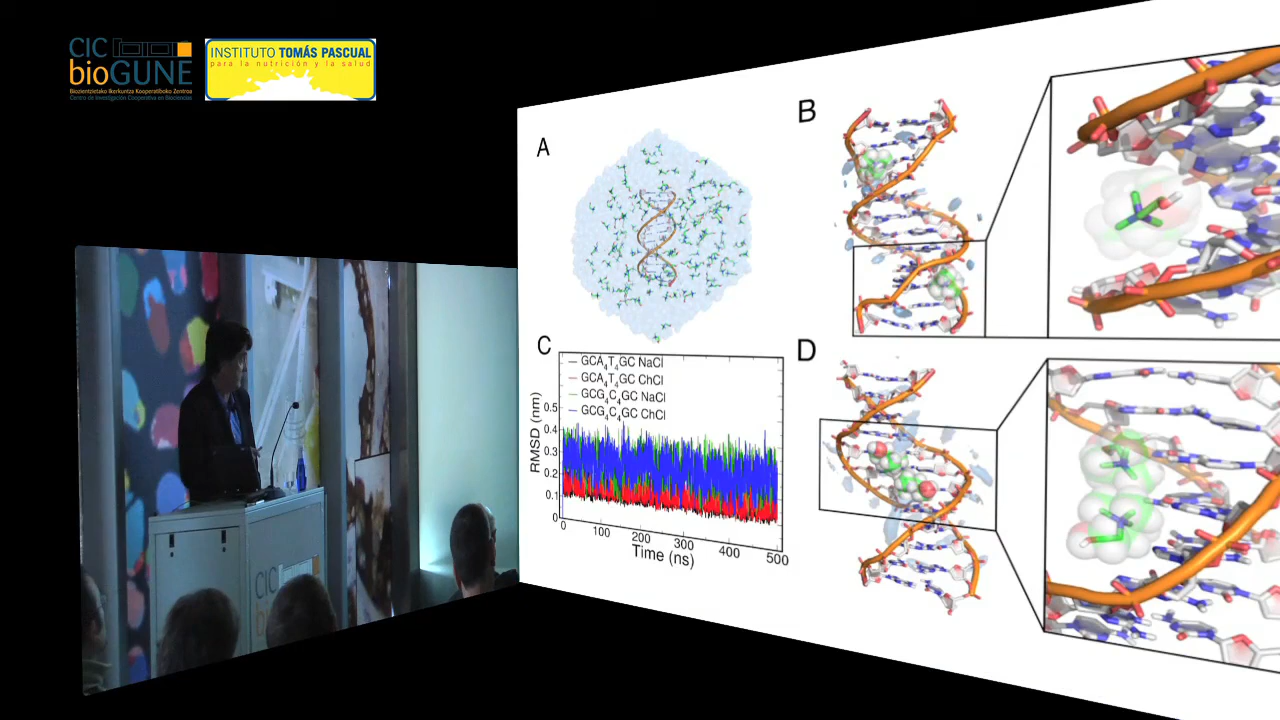 CIC
bioGUNE
Biozientzietako Ikerkuntza Kooperatiboko Zentroa
Centro de Investigación Cooperativa en Biociencias
INSTITUTO TOMÁS PASCUAL
para la nutrición y la salud
A
B
C
GCA4T4GC NaCl
GCA4T4GC ChCl
GCG4C4GC NaCl
GCG4C4GC ChCl
RMSD (nm)
0.5
0.4
0.3
0.2
0.1
0
0 100 200 300 400 500
Time (ns)
D
CIC